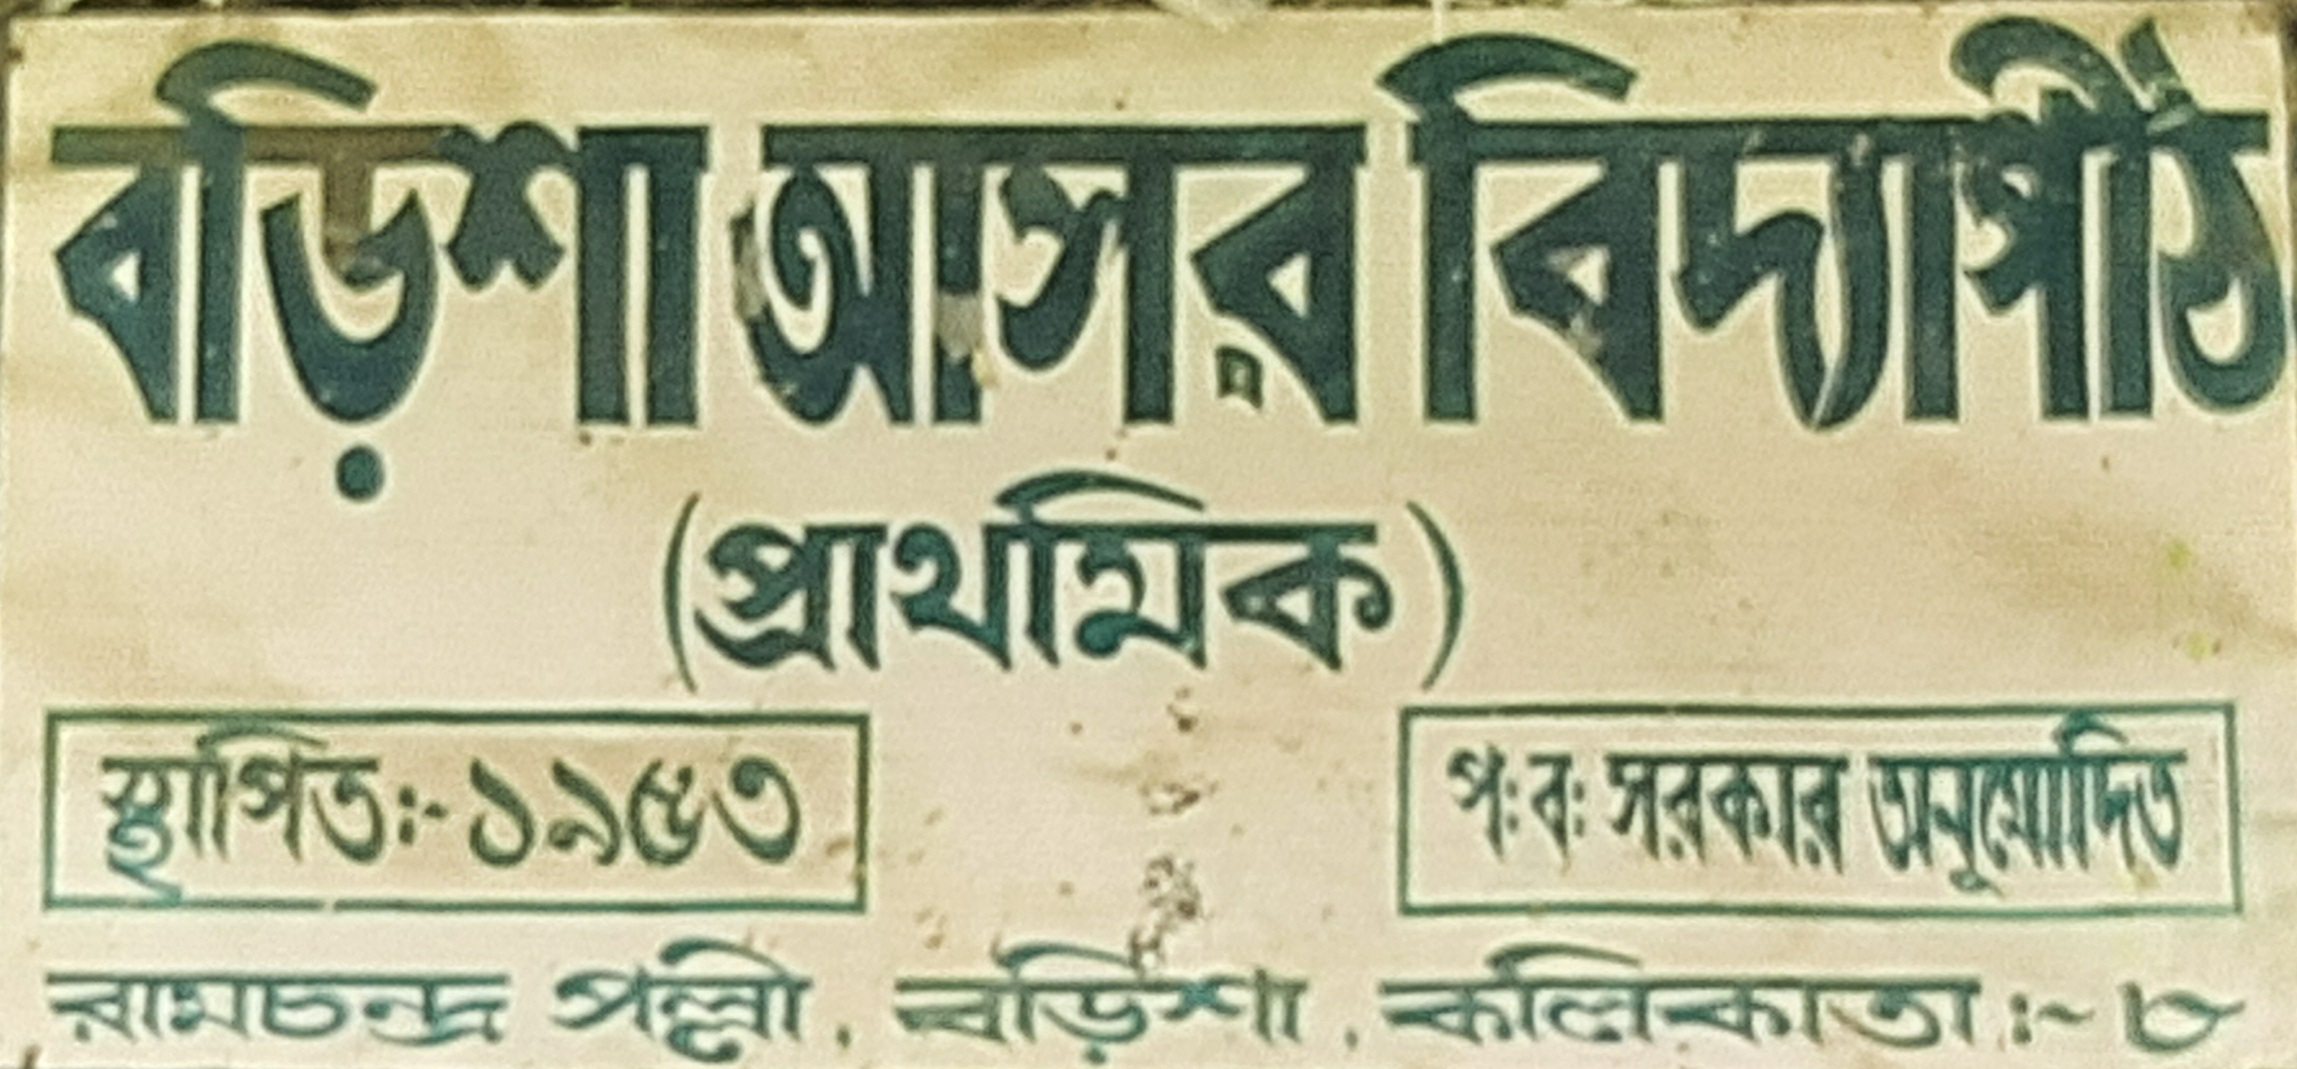 বড়িশা আসর বিদ্যাপীঠ
(প্রাথমিক)
স্থাপিতঃ-১৯৫৩
প:ব: সরকার অনুমোদিত
রামচন্দ্র পল্লী, বড়িশা, কলিকাতা:-৮